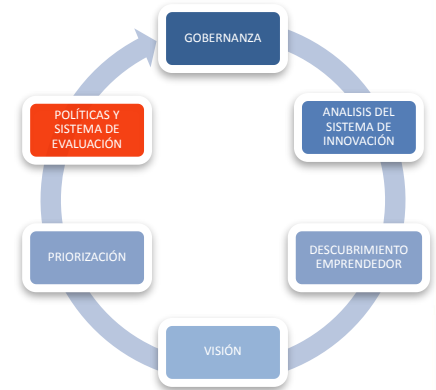 GOBERNANZA
ANALISIS DEL
SISTEMA DE
INNOVACIÓN
DESCUBRIMIENTO
EMPRENDEDOR
VISIÓN
PRIORIZACIÓN
POLÍTICAS Y
SISTEMA DE
EVALUACIÓN